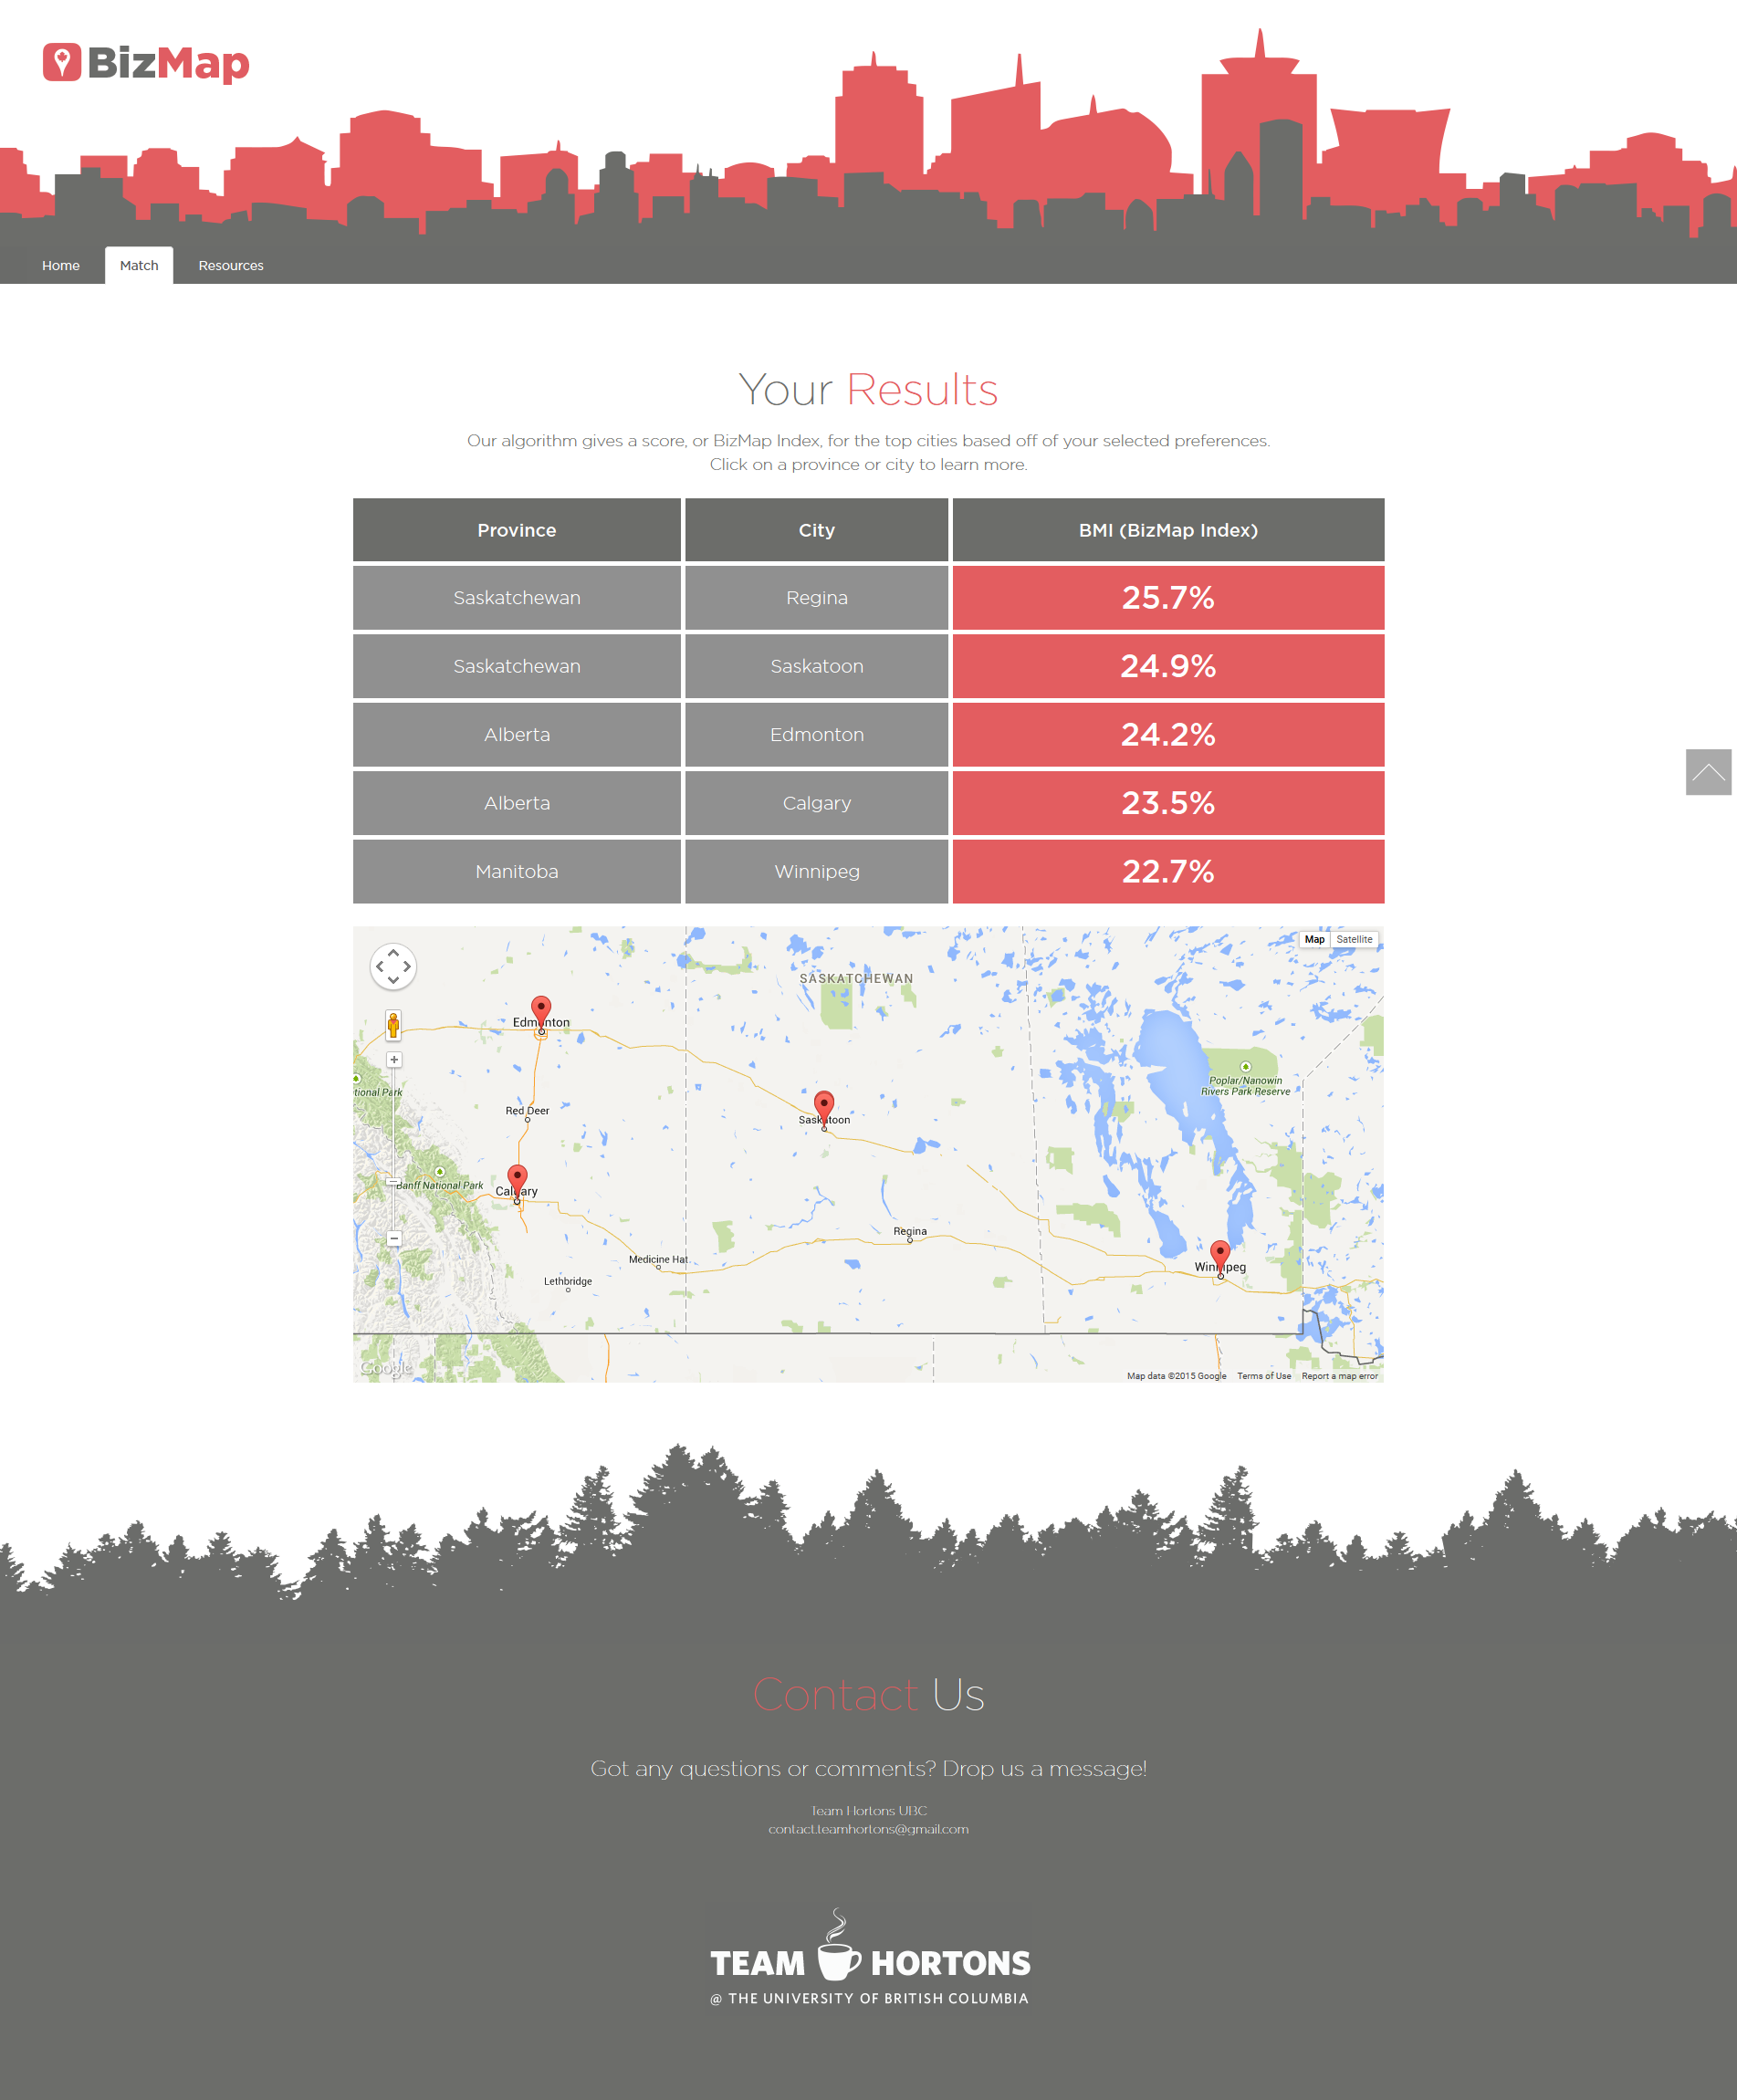 BizMap
Home Match Resources
Your Results
Our algorithm gives a score, or BizMap Index, for the top cities based off of your selected preferences.
Click on a province or city to learn more.
Province City BMI (BizMap Index)
Saskatchewan Regina 25.7%
Saskatchewan Saskatoon 24.9%
Alberta Edmonton 24.2%
Alberta Calgary 23.5%
Manitoba Winnipeg 22.7%
Map Satellite
SASKATCHEWAN
Edmonton
Poplar/Nanowin
Rivers Park Reserve
tional Park
Red Deer
Saskatoon
Banff National Park
Calgary
Regina
Medicine Hat
Winnipeg
Lethbridge
Google
Map data ©2015 Google Terms of Use Report a map error
Contact Us
Got any questions or comments? Drop us a message!
Team Hortons UBC
contact.teamhortons@gmail.com
TEAM HORTONS
@ THE UNIVERSITY OF BRITISH COLUMBIA